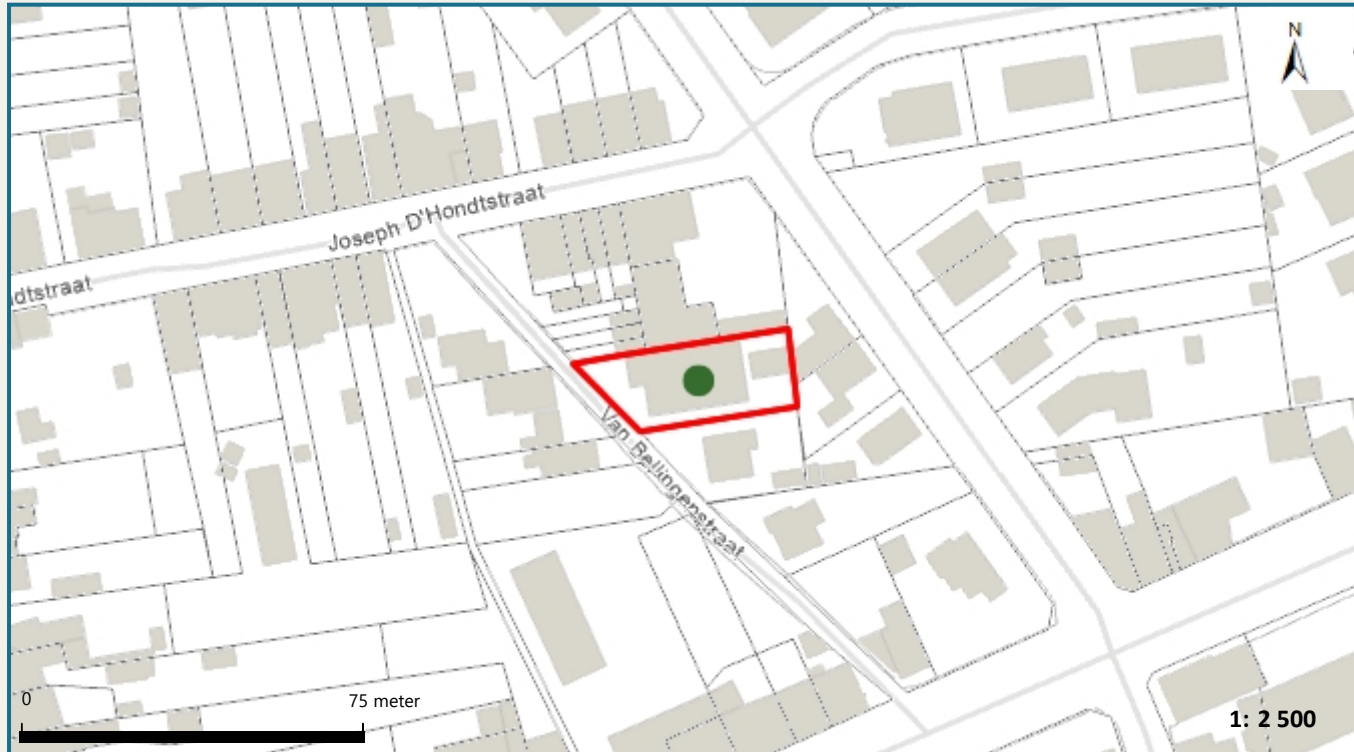 N
Joseph D'Hondtstraat
dtstraat
Van Bellingenstraat
0
75 meter
1: 2 500